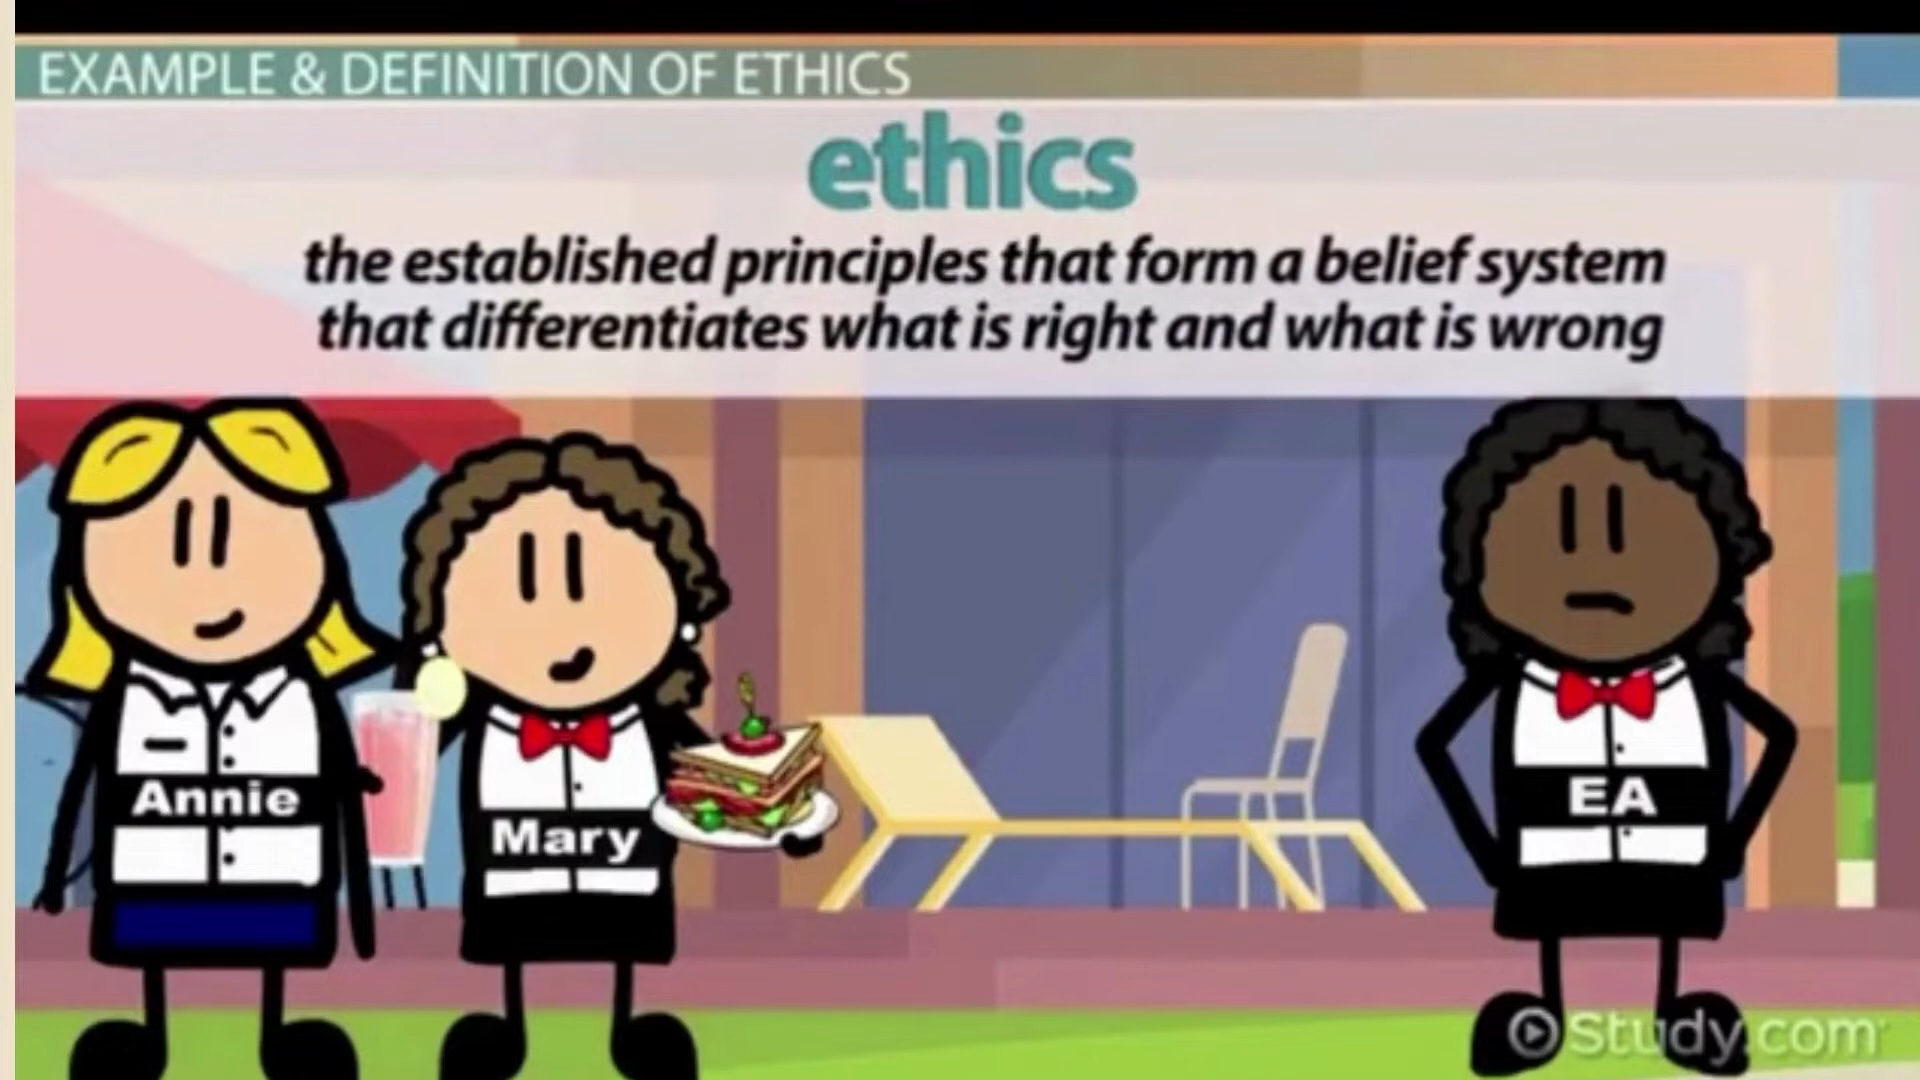 EXAMPLE & DEFINITION OF ETHICS
ethics
the established principles that form a belief system
that differentiates what is right and what is wrong
Annie
Mary
EA
Study.com